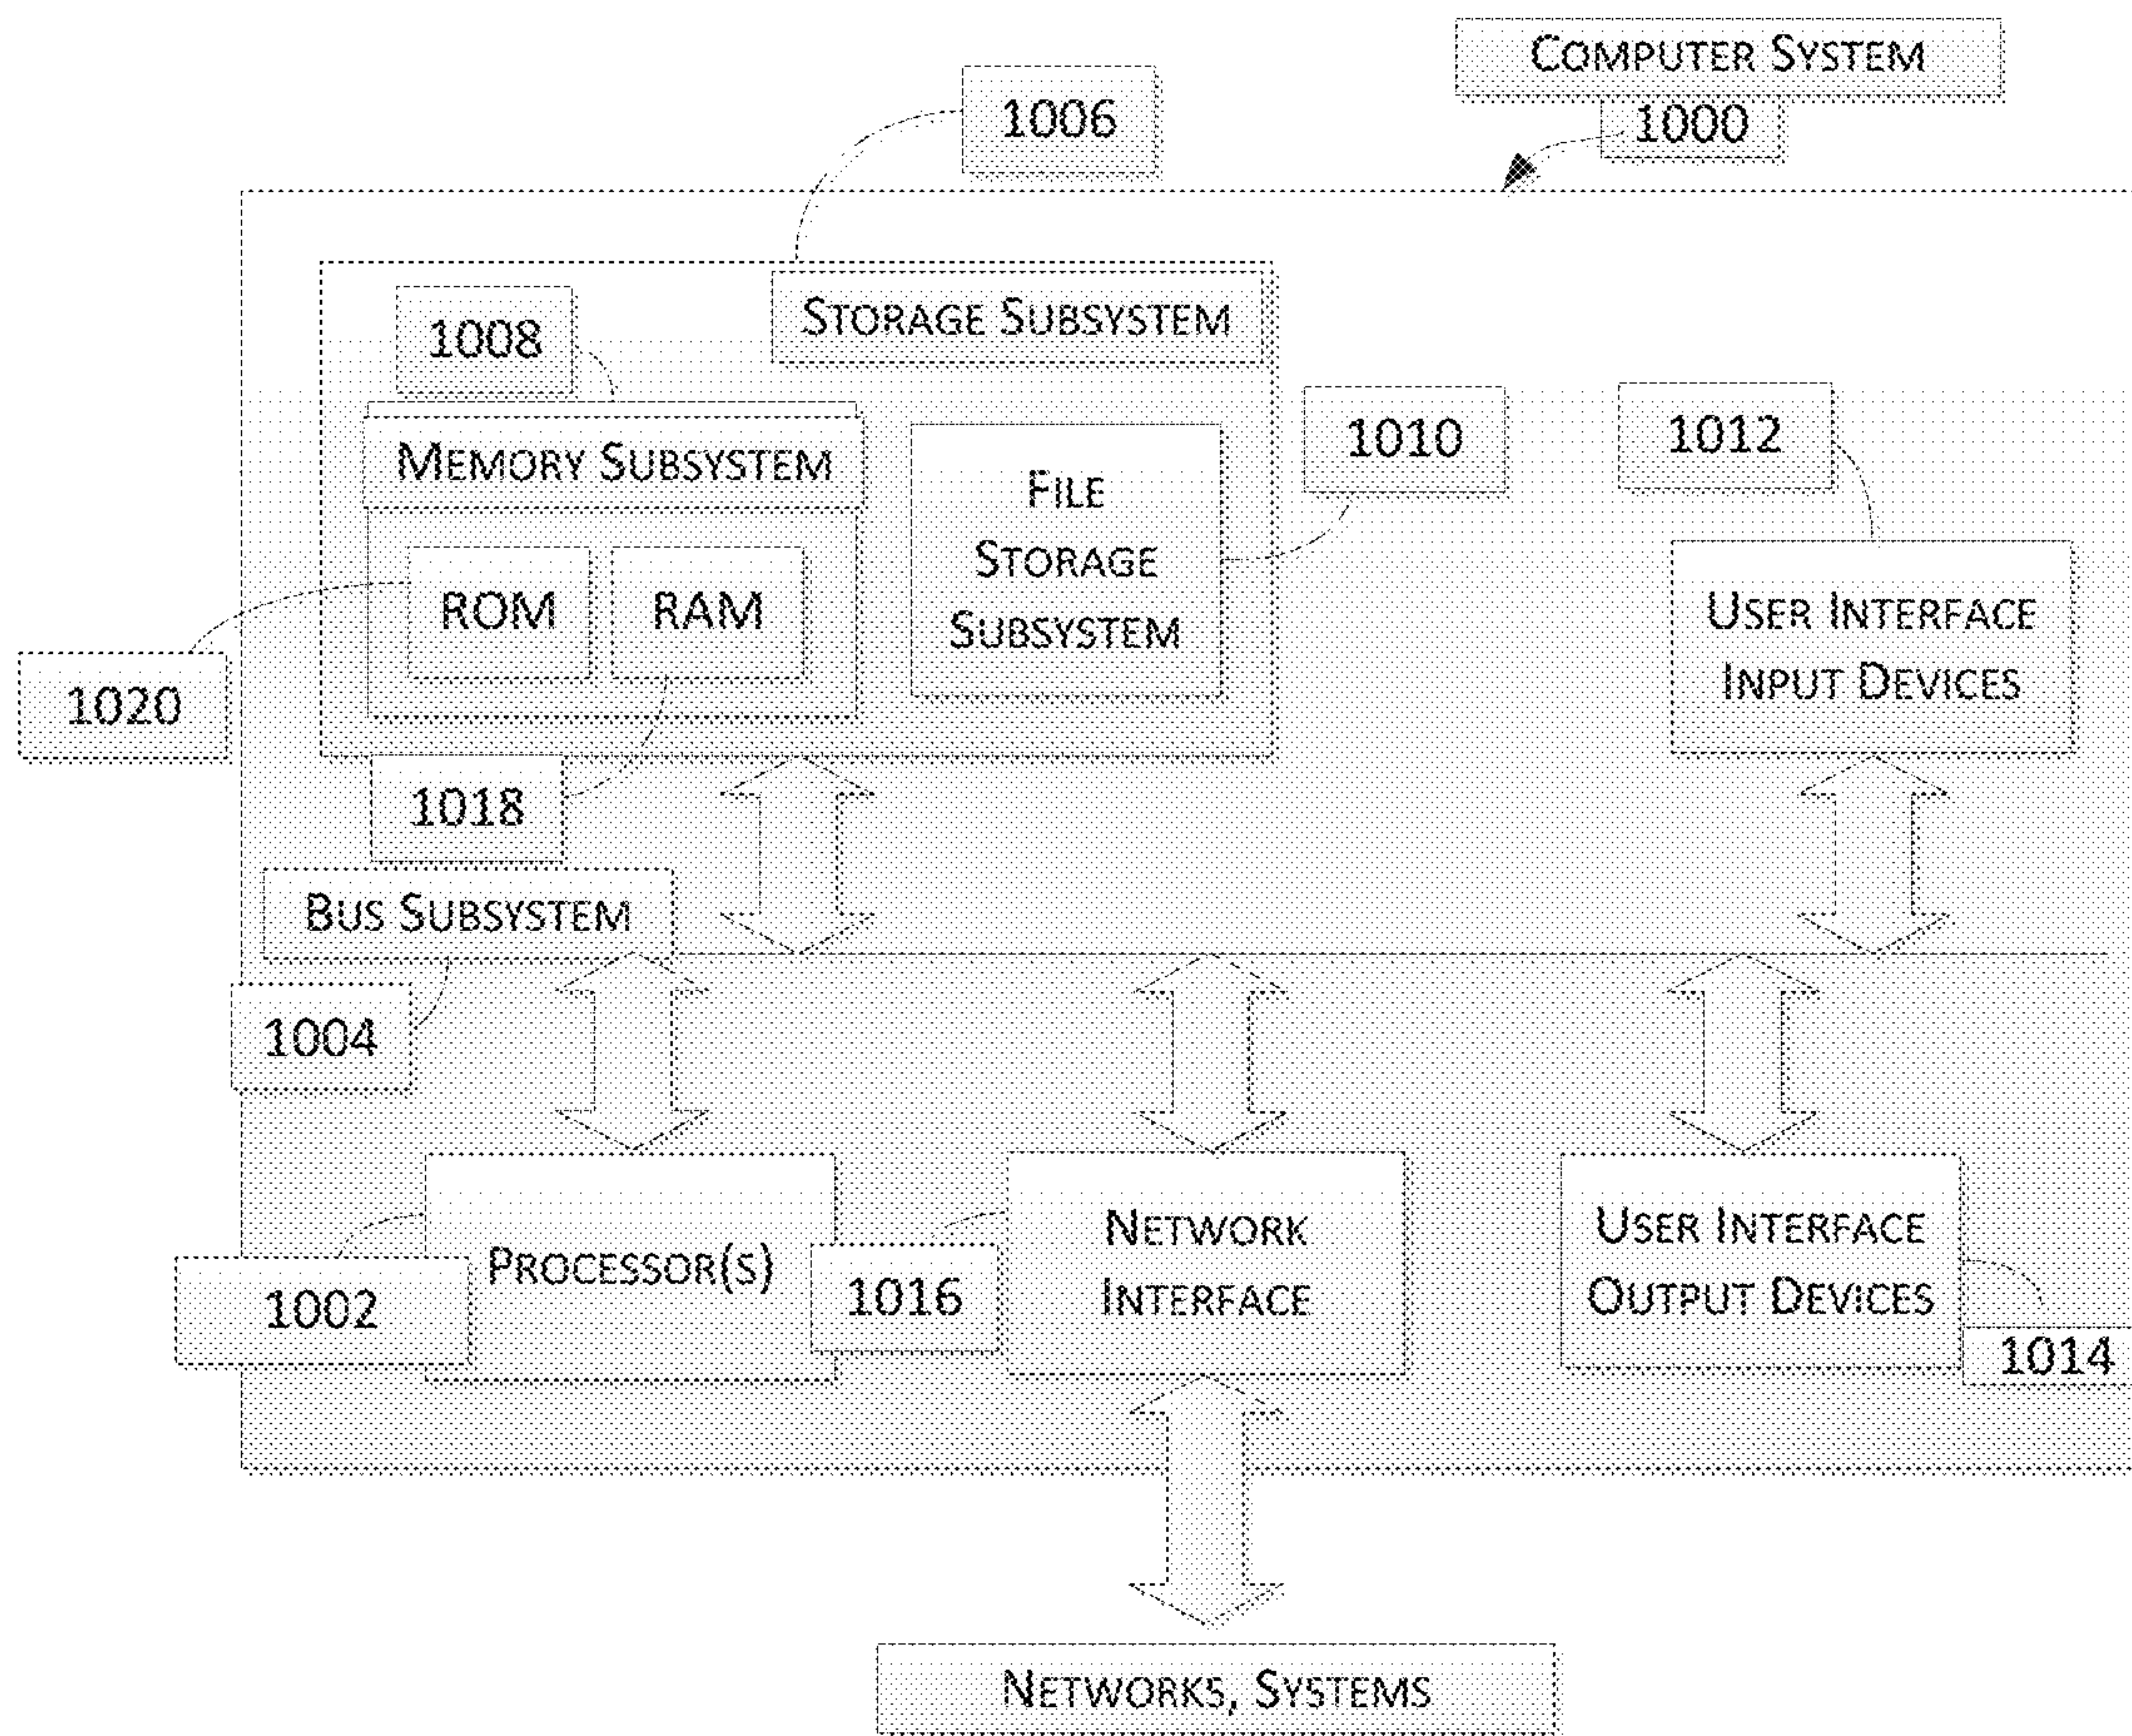 COMPUTER SYSTEM
1000
1006
STORAGE SUBSYSTEM
1008
MEMORY SUBSYSTEM
1010
1012
FILE
STORAGE
SUBSYSTEM
ROM
RAM
USER INTERFACE
INPUT DEVICES
1020
1018
BUS SUBSYSTEM
1004
PROCESSOR(S)
1002
NETWORK
INTERFACE
1016
USER INTERFACE
OUTPUT DEVICES
1014
NETWORKS, SYSTEMS